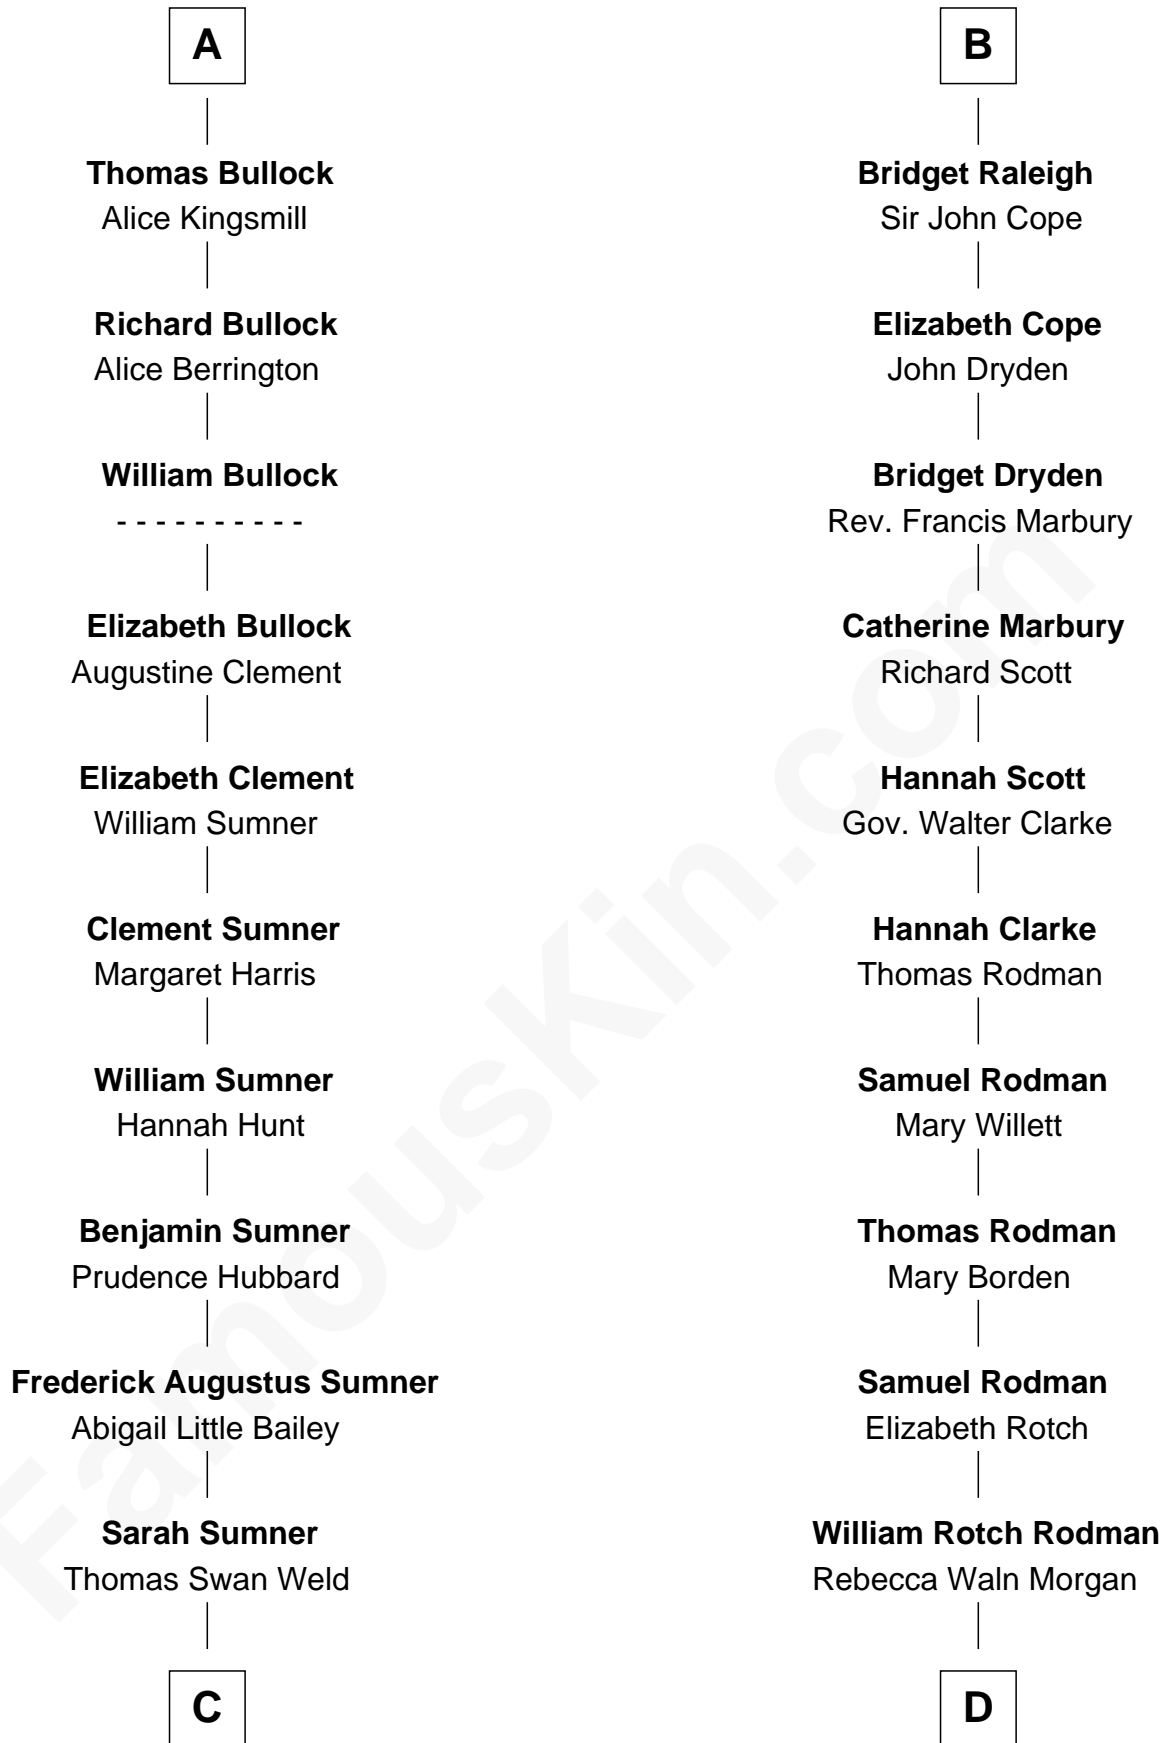 A
Thomas Bullock
Alice Kingsmill
Richard Bullock
Alice Berrington
William Bullock
- - - - - - - - - -
Elizabeth Bullock
Augustine Clement
Elizabeth Clement
William Sumner
Clement Sumner
Margaret Harris
William Sumner
Hannah Hunt
Benjamin Sumner
Prudence Hubbard
Frederick Augustus Sumner
Abigail Little Bailey
Sarah Sumner
Thomas Swan Weld
C
B
Bridget Raleigh
Sir John Cope
Elizabeth Cope
John Dryden
Bridget Dryden
Rev. Francis Marbury
Catherine Marbury
Richard Scott
Hannah Scott
Gov. Walter Clarke
Hannah Clarke
Thomas Rodman
Samuel Rodman
Mary Willett
Thomas Rodman
Mary Borden
Samuel Rodman
Elizabeth Rotch
William Rotch Rodman
Rebecca Waln Morgan
D
FamousKin.com